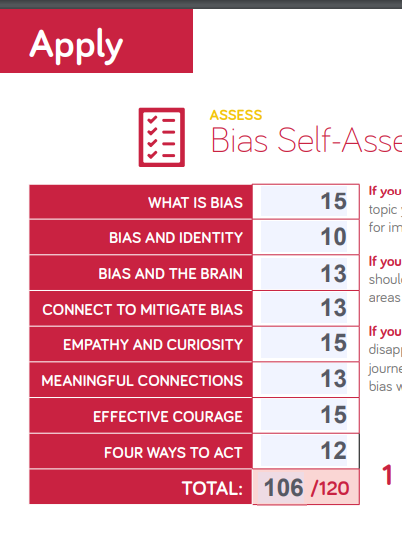 Apply
ASSESS
Bias Self-Asse
WHAT IS BIAS 15
BIAS AND IDENTITY 10
BIAS AND THE BRAIN 13
CONNECT TO MITIGATE BIAS 13
EMPATHY AND CURIOSITY 15
MEANINGFUL CONNECTIONS 13
EFFECTIVE COURAGE 15
FOUR WAYS TO ACT 12
TOTAL: 106 /120
If you
topic
for im
If you
should
areas
If you
disapp
journe
bias w
1